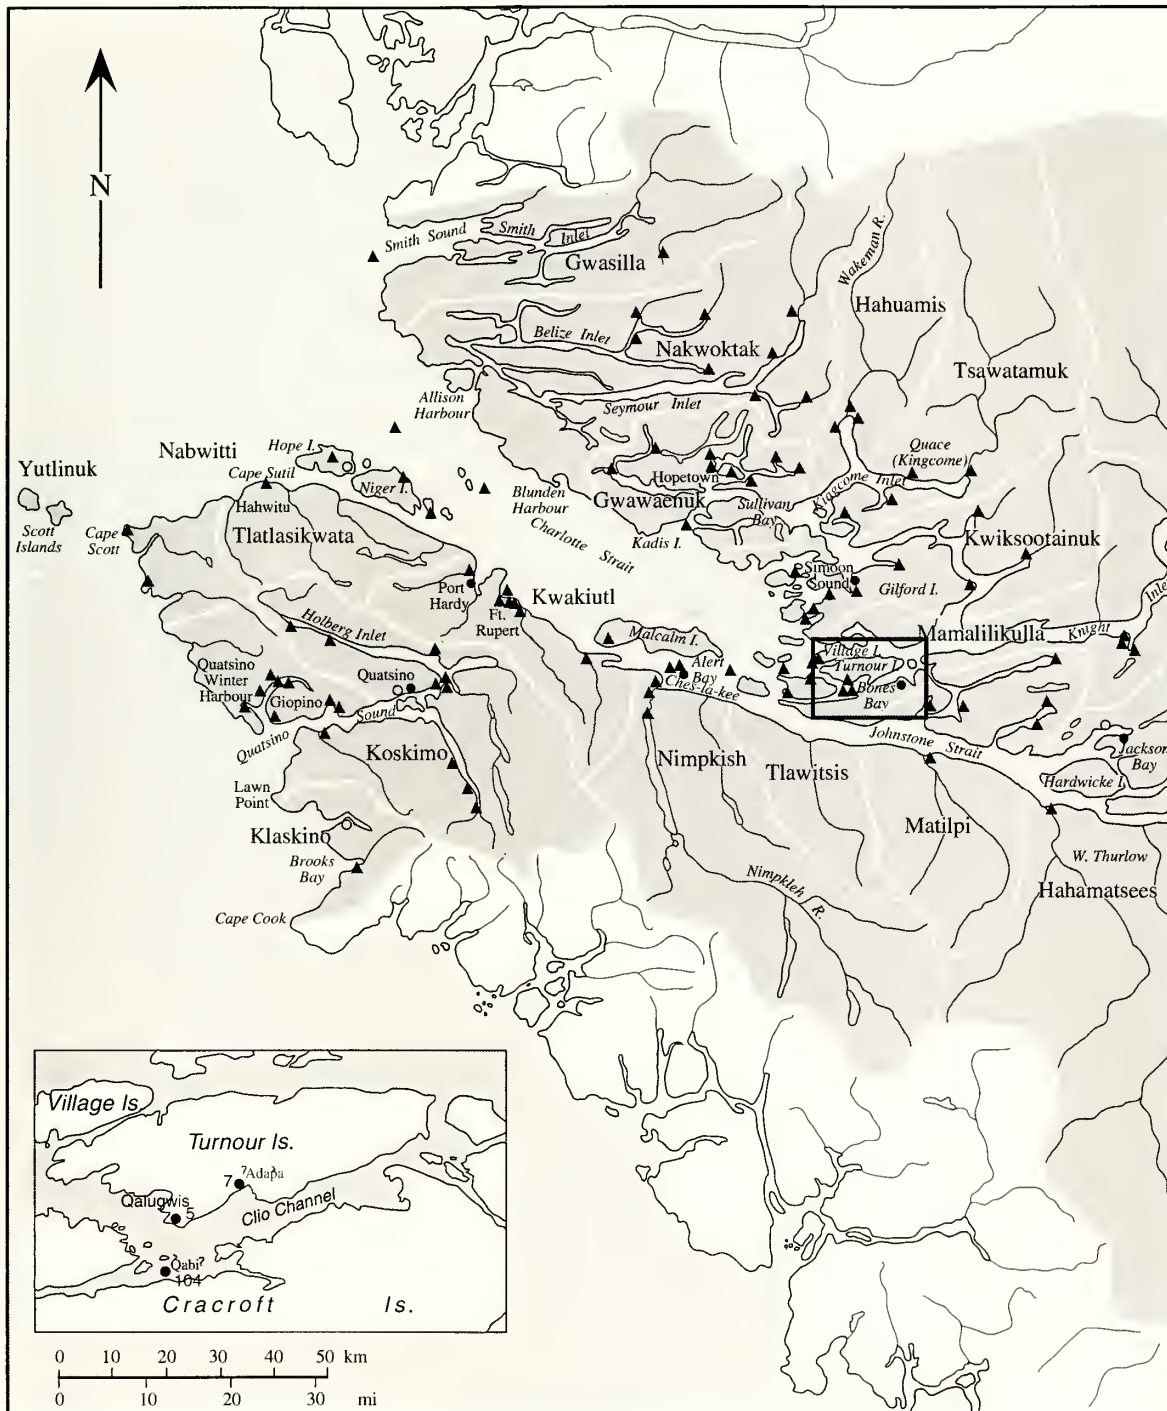 N
Smith Sound
Smith
Inlet
Gwasilla
Wakeman R.
Hahuamis
Belize Inlet
Nakwoktak
Tsawatamuk
Allison
Harbour
Seymour Inlet
Nabwitti
Hope I.
Yutlinuk
Cape Sutil
Niger I.
Hahwitu
Quace
(Kingcome)
Hopetown
Kingcome Inlet
Blunden
Harbour
Gwawaenuk
Sullivan
Bay
Scott
Islands
Cape
Scott
Charlotte
Strait
Tlatlasikwata
Kadis I.
Kwiksootainuk
Port
Hardy
Simoon
Sound
Gilford I.
Kwakiutl
Ft.
Rupert
Holberg Inlet
Malcalm I.
Mamalilikulla
Knight
Inlet
Village I.
Turnour I.
Bones
Bay
Alert
Bay
Ches-la-kee
Quatsino
Winter
Harbour
Quatsino
Giopino
Quatsino
Sound
Koskimo
Johnstone Strait
Nimpkish
Tlawitsis
Jackson
Bay
Hardwicke I.
Lawn
Point
Klaskino
Matilpi
Brooks
Bay
W. Thurlow
Nimpkleh R.
Hahamatsees
Cape Cook
Village Is.
Turnour Is.
7
ˀAdap̓a
Qalugwis
5
Clio Channel
Qabiˀ
104
Cracroft Is.
0 10 20 30 40 50 km
0 10 20 30 mi